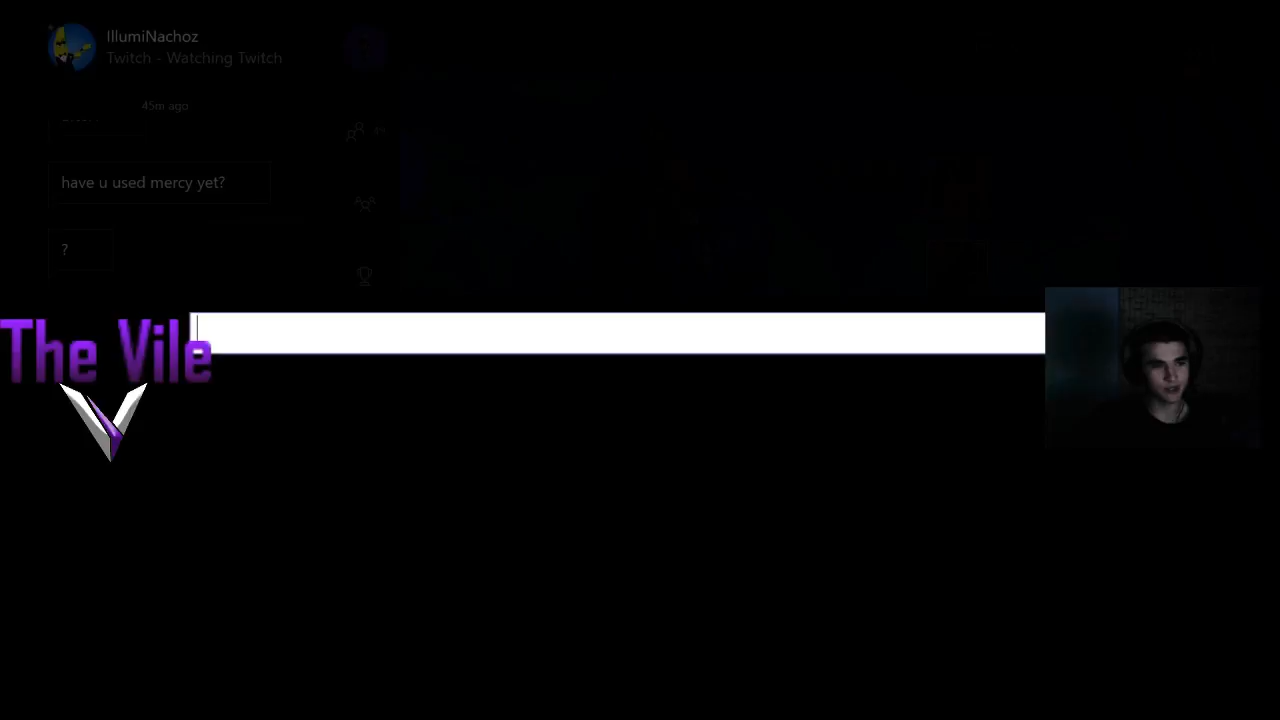 IllumiNachoz
Twitch - Watching Twitch
45m ago
have u used mercy yet?
?
The Vile